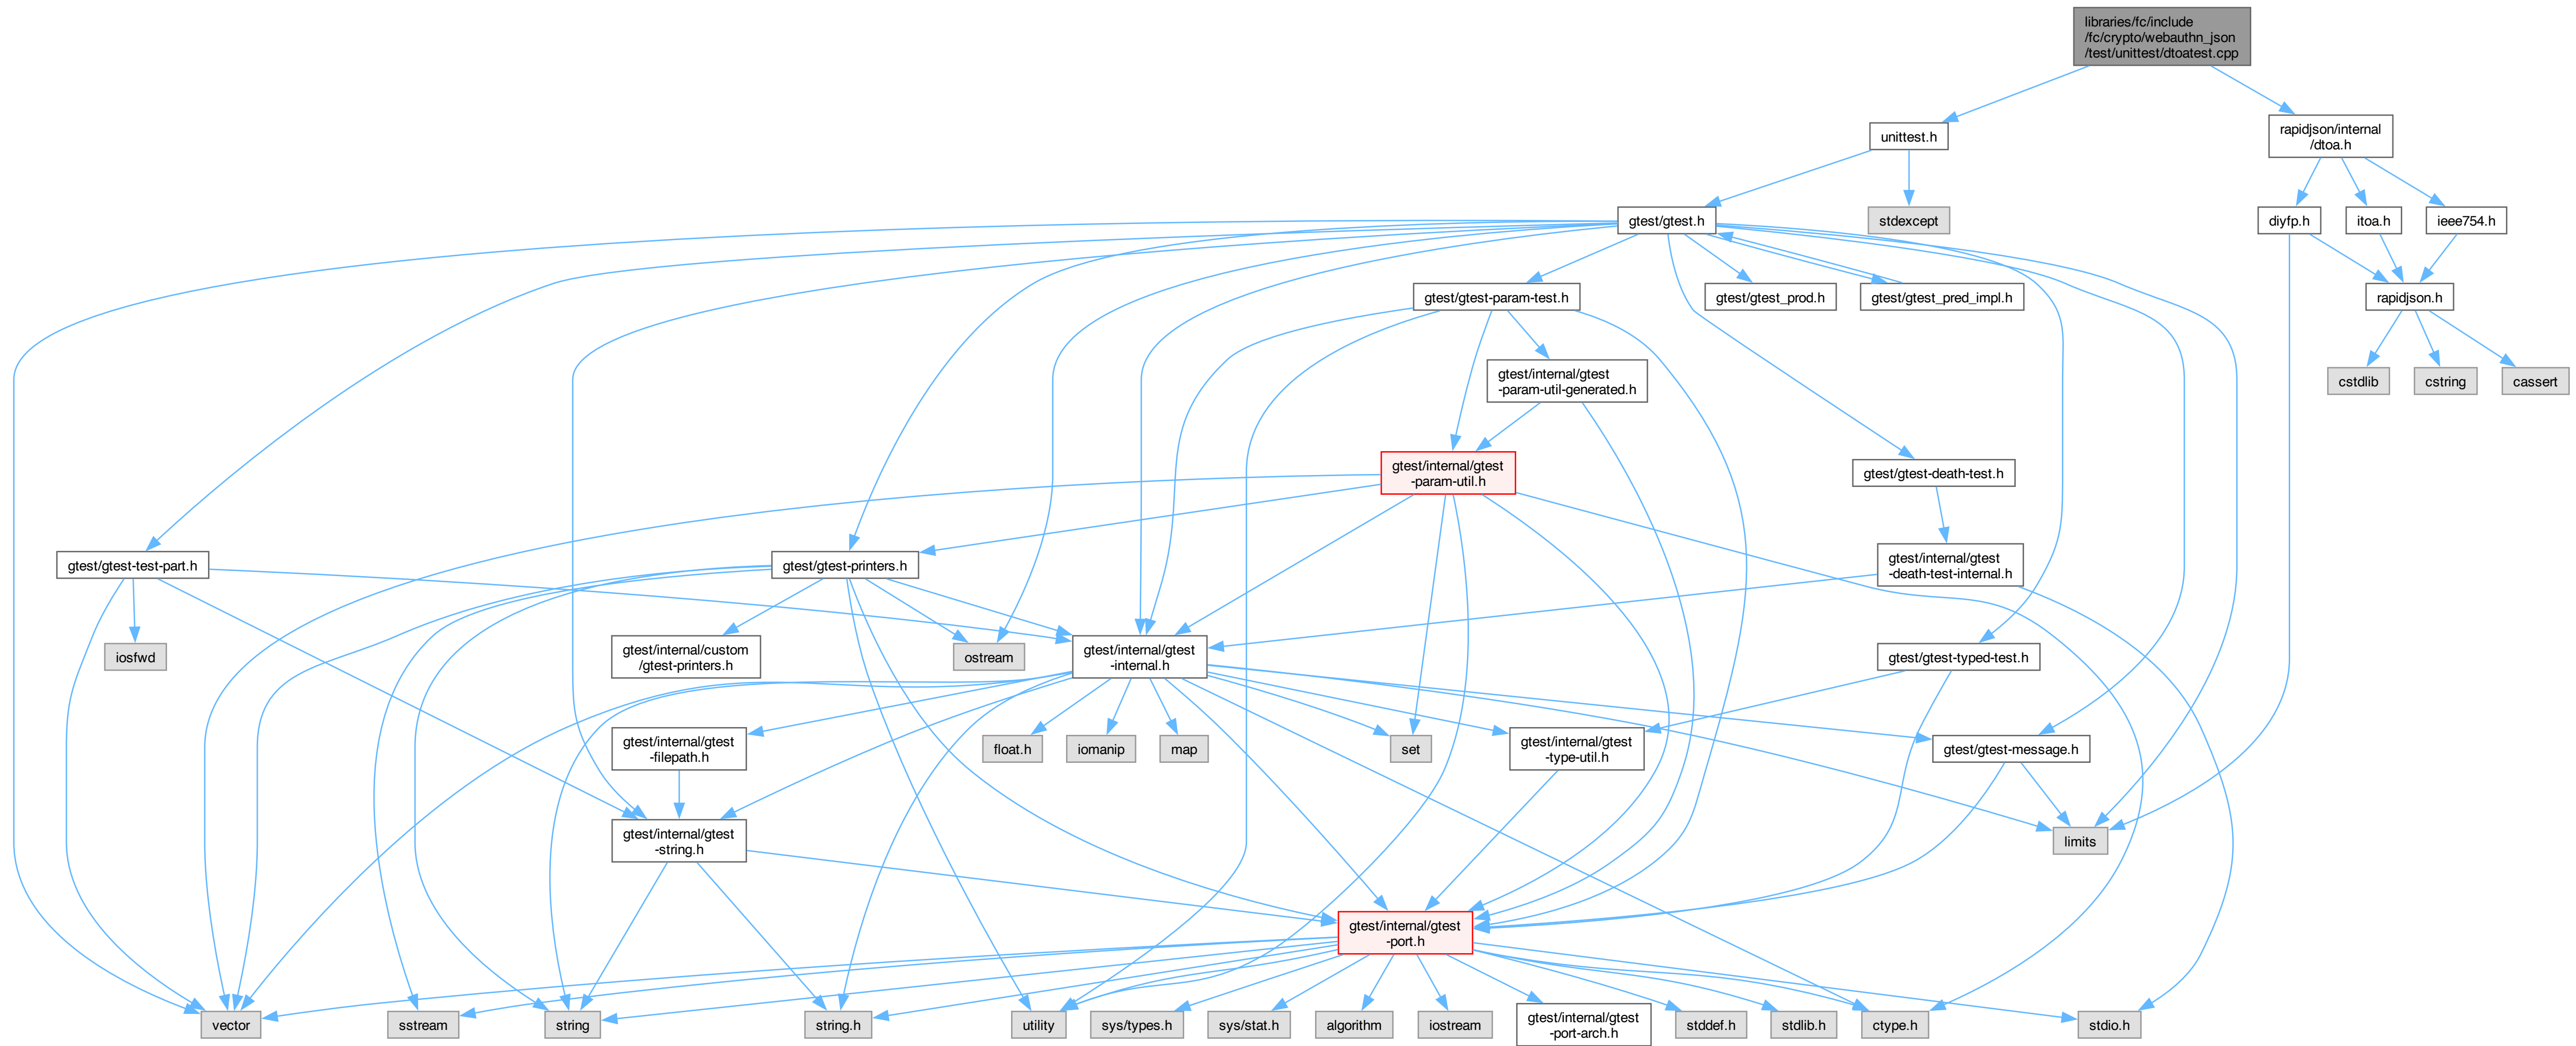 libraries/fc/include
/fc/crypto/webauthn_json
/test/unittest/dtoatest.cpp
unittest.h
rapidjson/internal
/dtoa.h
gtest/gtest.h
stdexcept
diyfp.h
itoa.h
ieee754.h
gtest/gtest-param-test.h
gtest/gtest_prod.h
gtest/gtest_pred_impl.h
rapidjson.h
gtest/internal/gtest
-param-util-generated.h
cstdlib
cstring
cassert
gtest/internal/gtest
-param-util.h
gtest/gtest-death-test.h
gtest/gtest-test-part.h
gtest/gtest-printers.h
gtest/internal/gtest
-death-test-internal.h
iosfwd
gtest/internal/custom
/gtest-printers.h
ostream
gtest/internal/gtest
-internal.h
gtest/gtest-typed-test.h
gtest/internal/gtest
-filepath.h
float.h
iomanip
map
set
gtest/internal/gtest
-type-util.h
gtest/gtest-message.h
gtest/internal/gtest
-string.h
limits
gtest/internal/gtest
-port.h
vector
sstream
string
string.h
utility
sys/types.h
sys/stat.h
algorithm
iostream
gtest/internal/gtest
-port-arch.h
stddef.h
stdlib.h
ctype.h
stdio.h